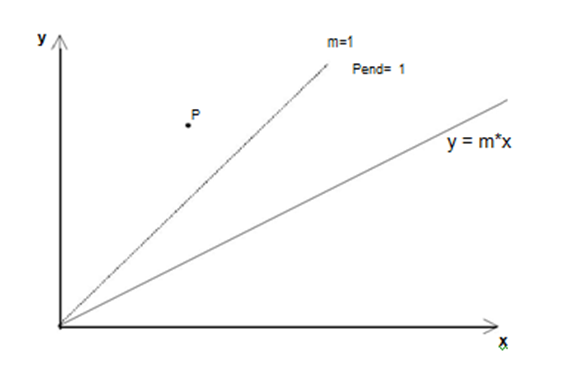 y
m=1
Pend= 1
P
y = m*x
x